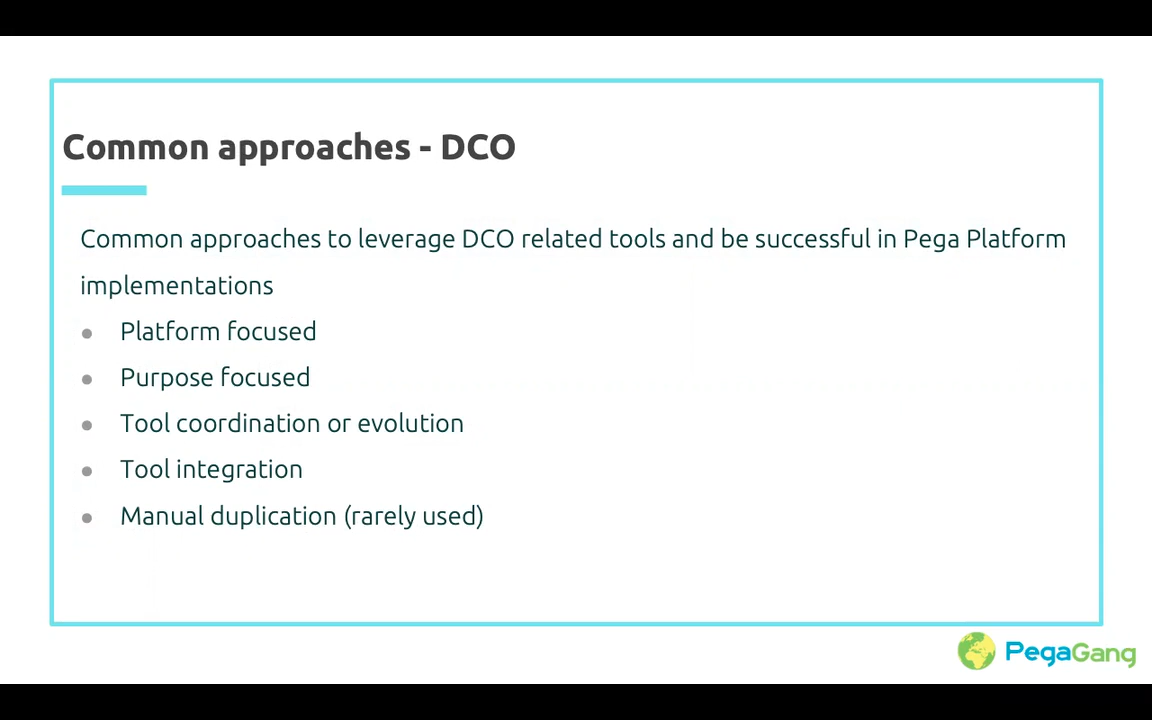 Common approaches - DCO
Common approaches to leverage DCO related tools and be successful in Pega Platform
implementations
● Platform focused
● Purpose focused
● Tool coordination or evolution
● Tool integration
● Manual duplication (rarely used)
PegaGang